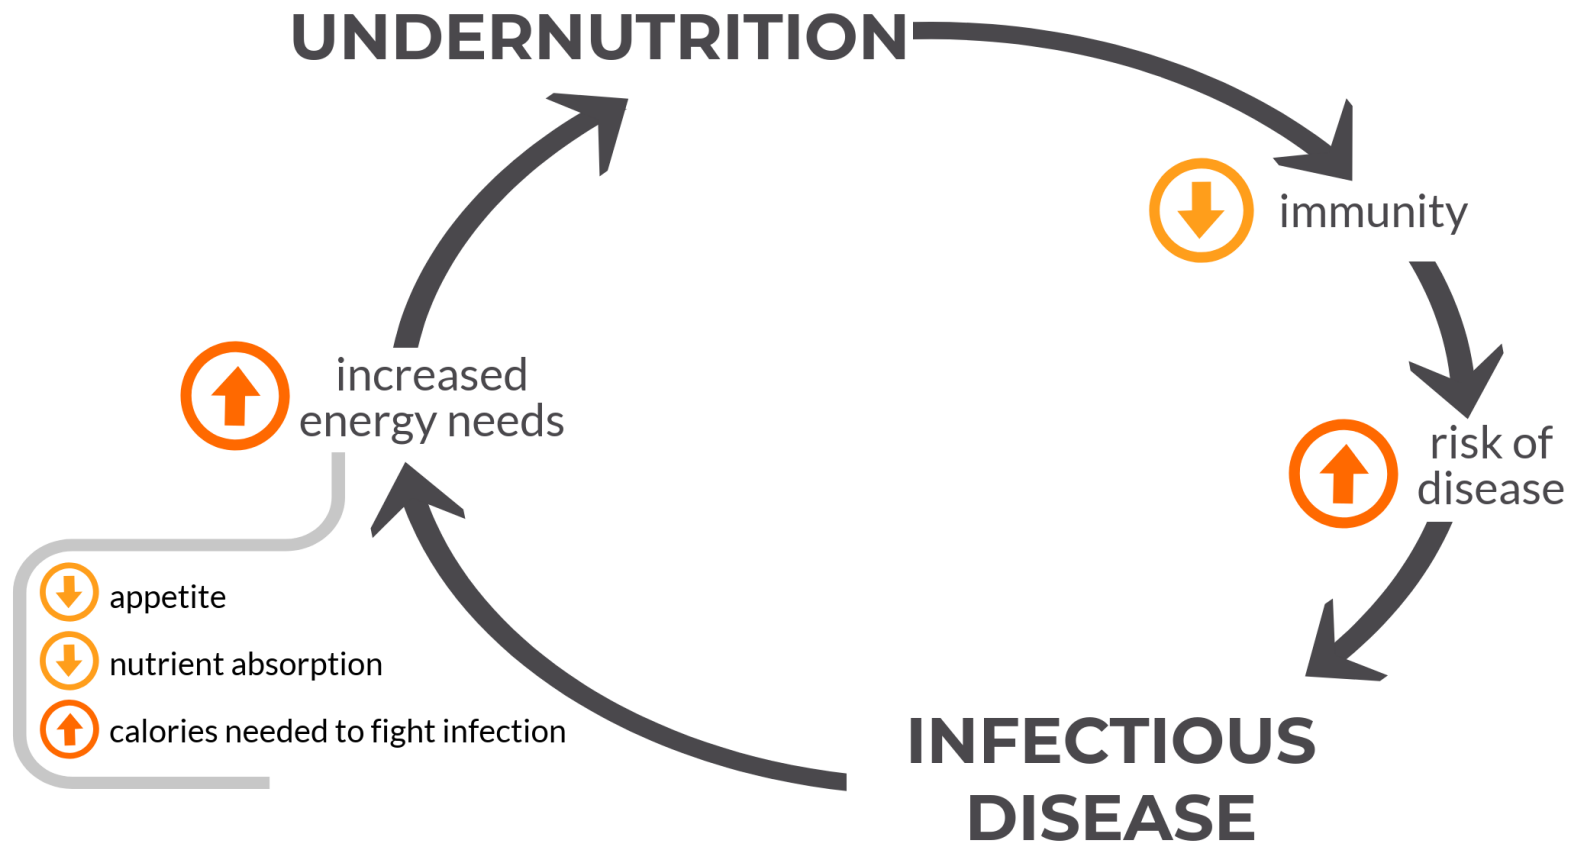 UNDERNUTRITION
immunity
risk of
disease
INFECTIOUS
DISEASE
increased
energy needs
appetite
nutrient absorption
calories needed to fight infection